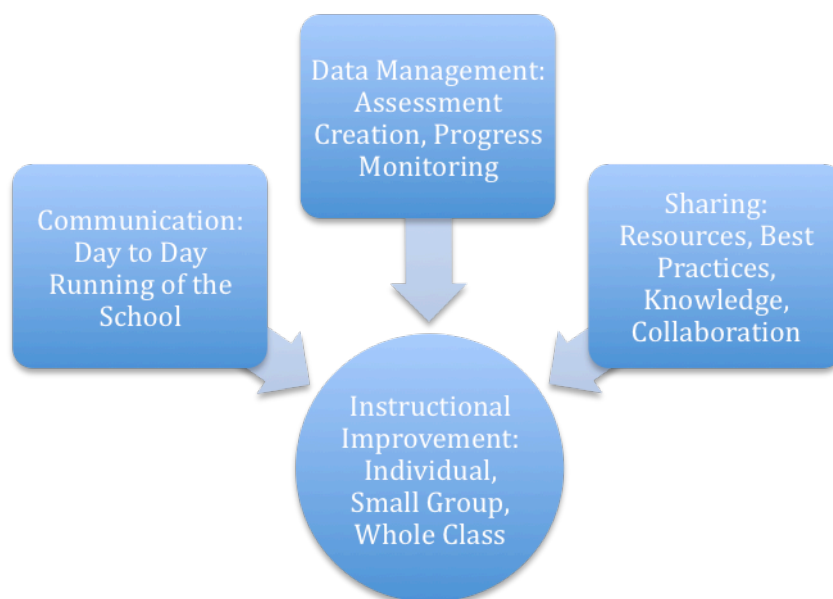 Data Management:
Assessment
Creation, Progress
Monitoring
Communication:
Day to Day
Running of the
School
Sharing:
Resources, Best
Practices,
Knowledge,
Collaboration
Instructional
Improvement:
Individual,
Small Group,
Whole Class